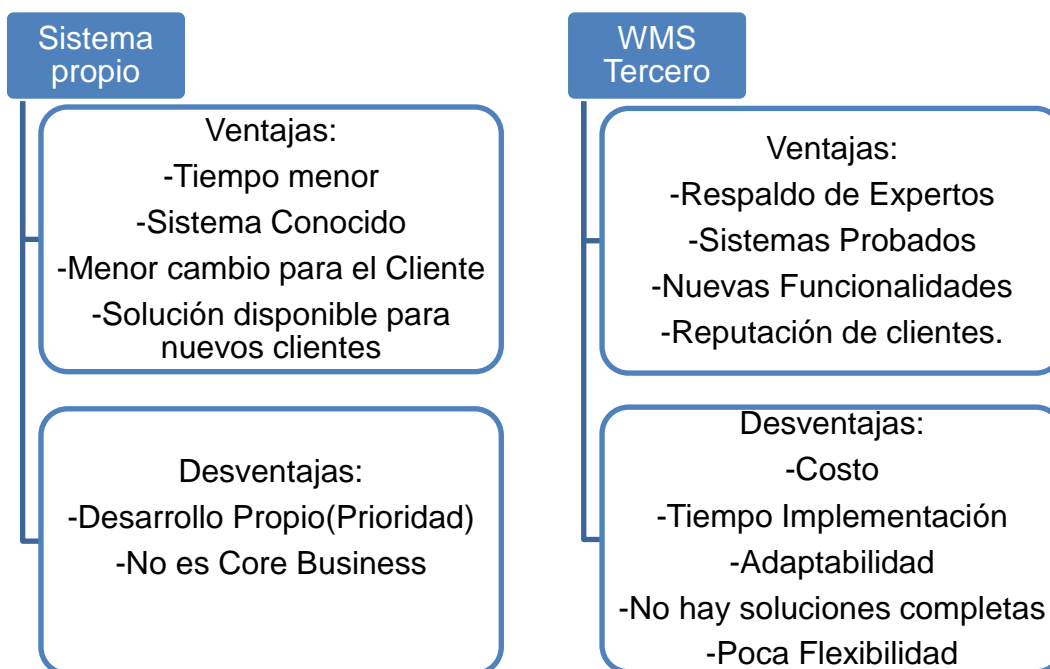 Sistema
propio
Ventajas:
-Tiempo menor
-Sistema Conocido
-Menor cambio para el Cliente
-Solución disponible para
nuevos clientes
Desventajas:
-Desarrollo Propio(Prioridad)
-No es Core Business
WMS
Tercero
Ventajas:
-Respaldo de Expertos
-Sistemas Probados
-Nuevas Funcionalidades
-Reputación de clientes.
Desventajas:
-Costo
-Tiempo Implementación
-Adaptabilidad
-No hay soluciones completas
-Poca Flexibilidad